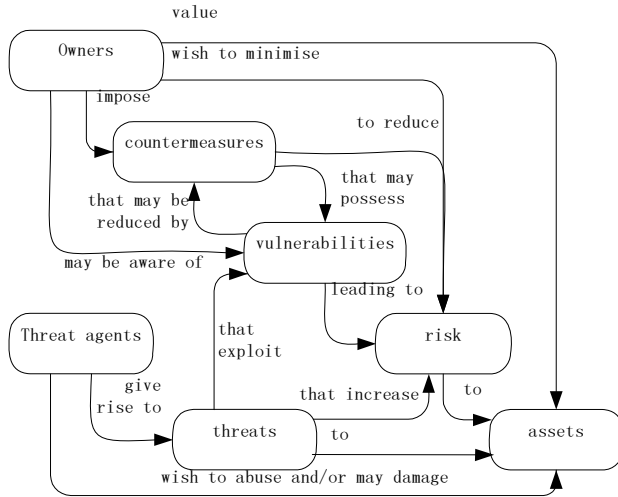 value
Owners
wish to minimise
impose
to reduce
countermeasures
that may be
reduced by
that may
possess
vulnerabilities
may be aware of
leading to
Threat agents
that
exploit
risk
give
rise to
that increase
to
threats
to
assets
wish to abuse and/or may damage